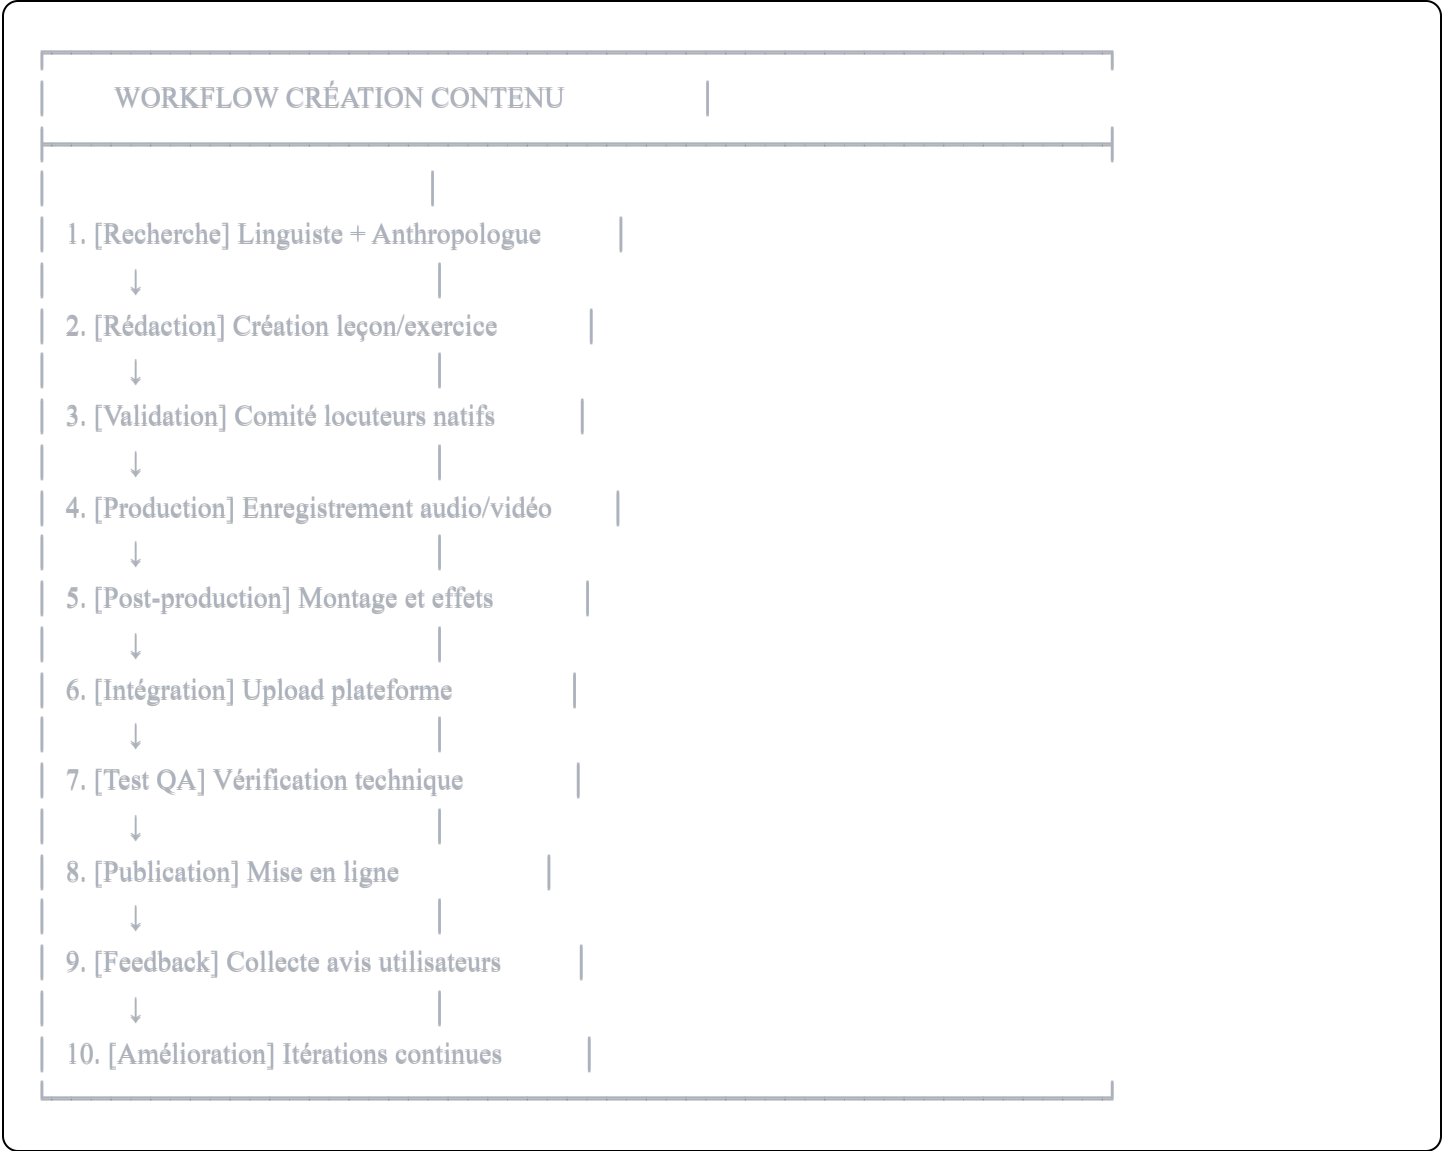 WORKFLOW CRÉATION CONTENU
1. [Recherche] Linguiste + Anthropologue
↓
2. [Rédaction] Création leçon/exercice
↓
3. [Validation] Comité locuteurs natifs
↓
4. [Production] Enregistrement audio/vidéo
↓
5. [Post-production] Montage et effets
↓
6. [Intégration] Upload plateforme
↓
7. [Test QA] Vérification technique
↓
8. [Publication] Mise en ligne
↓
9. [Feedback] Collecte avis utilisateurs
↓
10. [Amélioration] Itérations continues